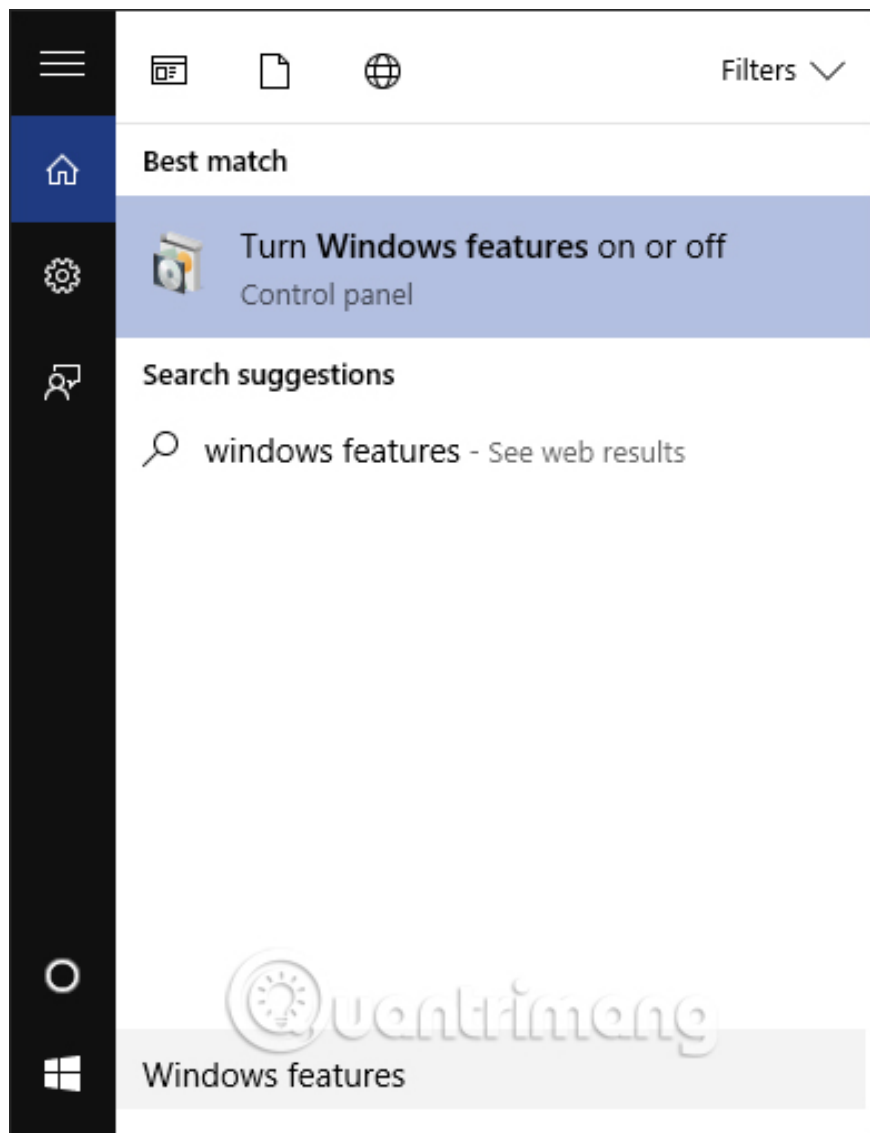 Filters
Best match
Turn Windows features on or off
Control panel
Search suggestions
windows features - See web results
Quantrimang
Windows features